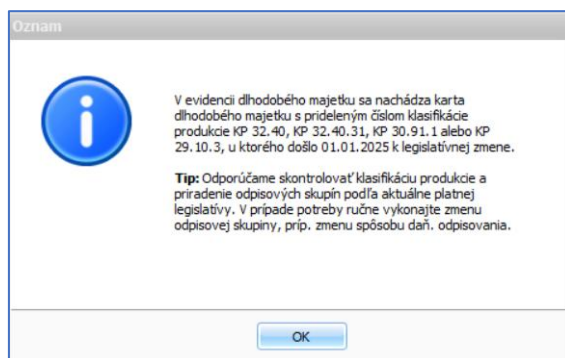 Oznam
V evidencii dlhodobého majetku sa nachádza karta
dlhodobého majetku s prideleným číslom klasifikácie
produkcie KP 32.40, KP 32.40.31, KP 30.91.1 alebo KP
29.10.3, u ktorého došlo 01.01.2025 k legislatívnej zmene.
Tip: Odporúčame skontrolovať klasifikáciu produkcie a
priradenie odpisových skupín podľa aktuálne platnej
legislatívy. V prípade potreby ručne vykonajte zmenu
odpisovej skupiny, príp. zmenu spôsobu daň. odpisovania.
OK